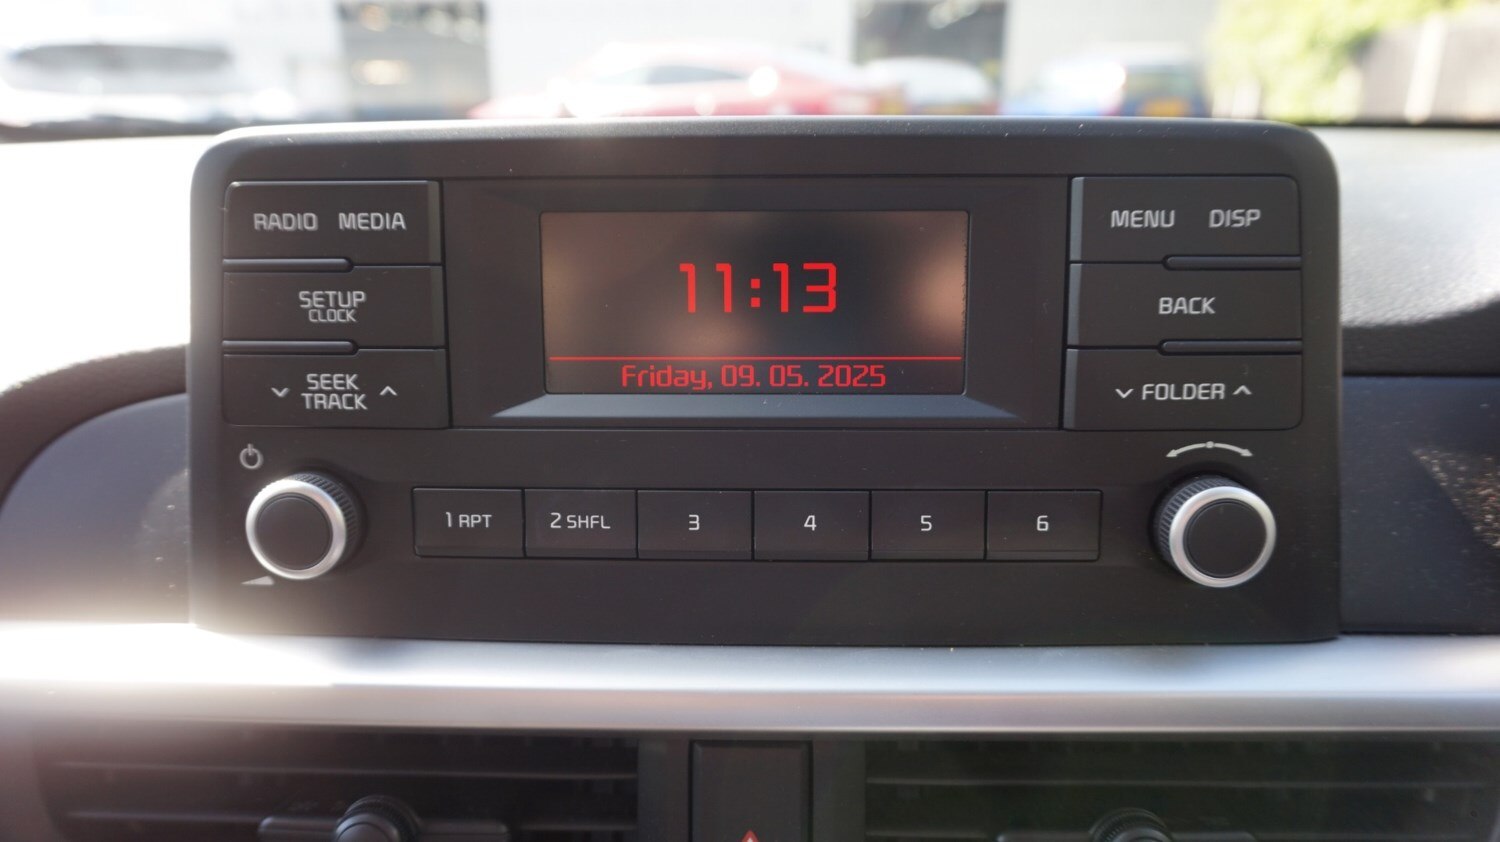 RADIO MEDIA
SETUP
CLOCK
SEEK
TRACK
11:13
Friday, 09. 05. 2025
MENU DISP
BACK
FOLDER
1 RPT
2 SHFL
3
4
5
6